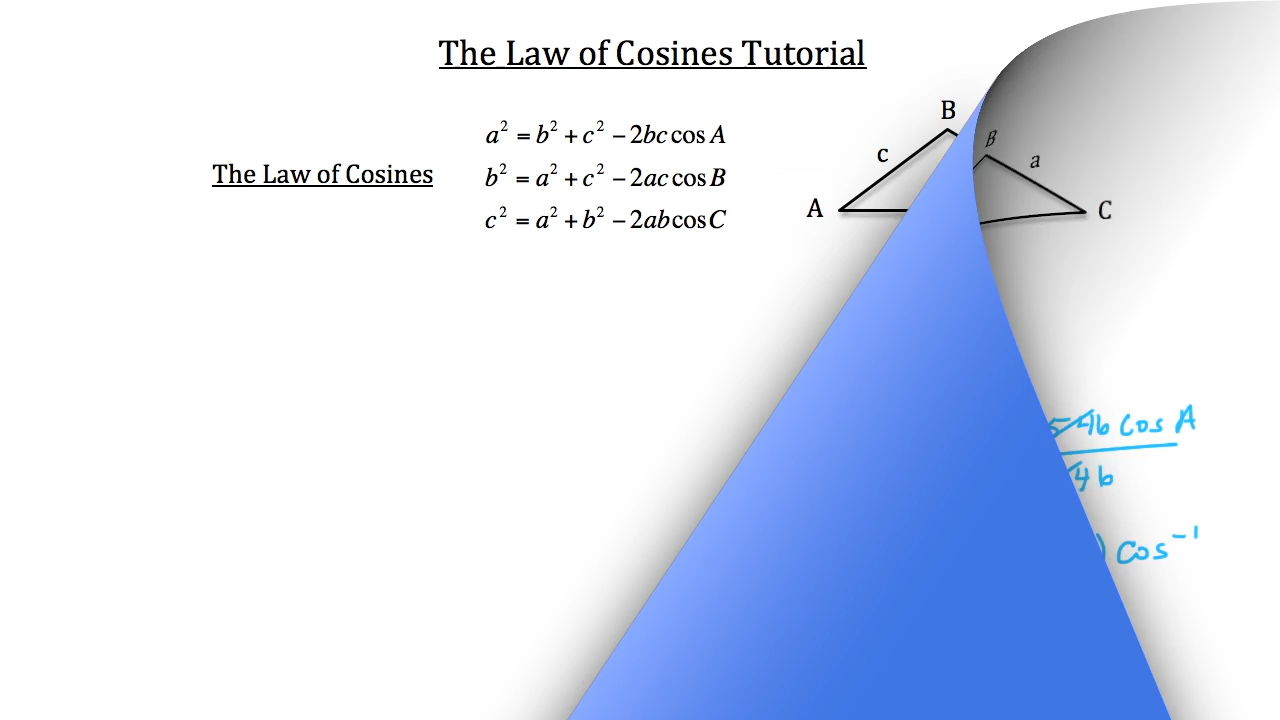 The Law of Cosines Tutorial
B
a² = b² + c² − 2bc cos A
B
c
a
The Law of Cosines
b² = a² + c² − 2ac cos B
A
C
c² = a² + b² − 2ab cos C
cos A
4b
cos⁻¹